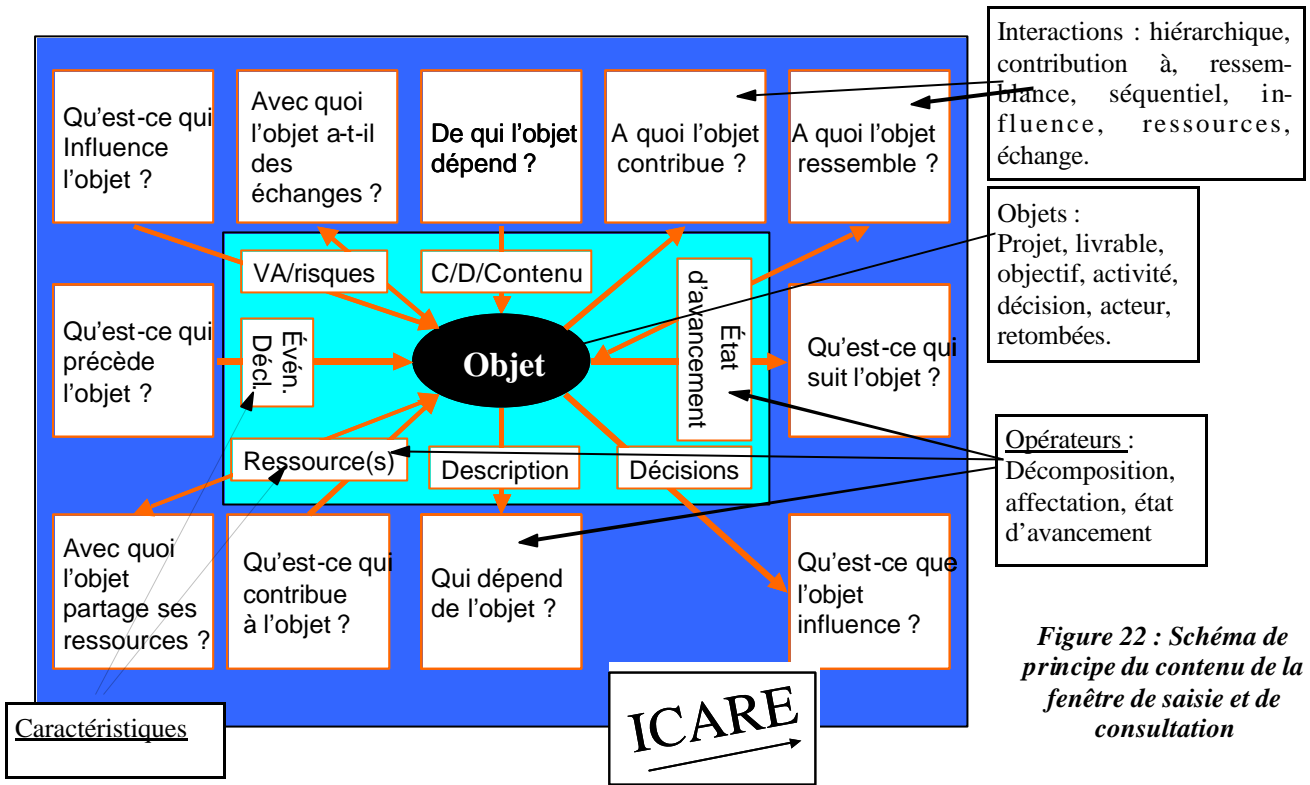 Qu'est-ce qui
Influence
l'objet ?
Avec quoi
l'objet a-t-il
des
échanges ?
De qui l'objet
dépend ?
A quoi l'objet
contribue ?
A quoi l'objet
ressemble ?
Interactions : hiérarchique,
contribution à, ressem-
blance, séquentiel, in-
fluence, ressources,
échange.
VA/risques
C/D/Contenu
État
d'avancement
Objets :
Projet, livrable,
objectif, activité,
décision, acteur,
retombées.
Qu'est-ce qui
précède
l'objet ?
Évén.
Décl.
Objet
Qu'est-ce qui
suit l'objet ?
Ressource(s)
Description
Décisions
Opérateurs :
Décomposition,
affectation, état
d'avancement
Avec quoi
l'objet
partage ses
ressources ?
Qu'est-ce qui
contribue
à l'objet ?
Qui dépend
de l'objet ?
Qu'est-ce que
l'objet
influence ?
Caractéristiques
ICARE
Figure 22 : Schéma de
principe du contenu de la
fenêtre de saisie et de
consultation